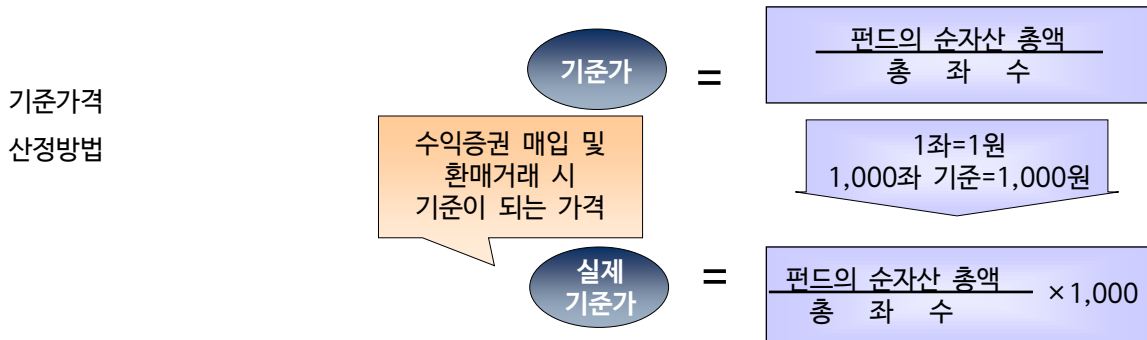 기준가격
산정방법
기준가
=
펀드의 순자산 총액
총 좌 수
수익증권 매입 및
환매거래 시
기준이 되는 가격
1좌=1원
1,000좌 기준=1,000원
실제
기준가
=
펀드의 순자산 총액
총 좌 수
×1,000